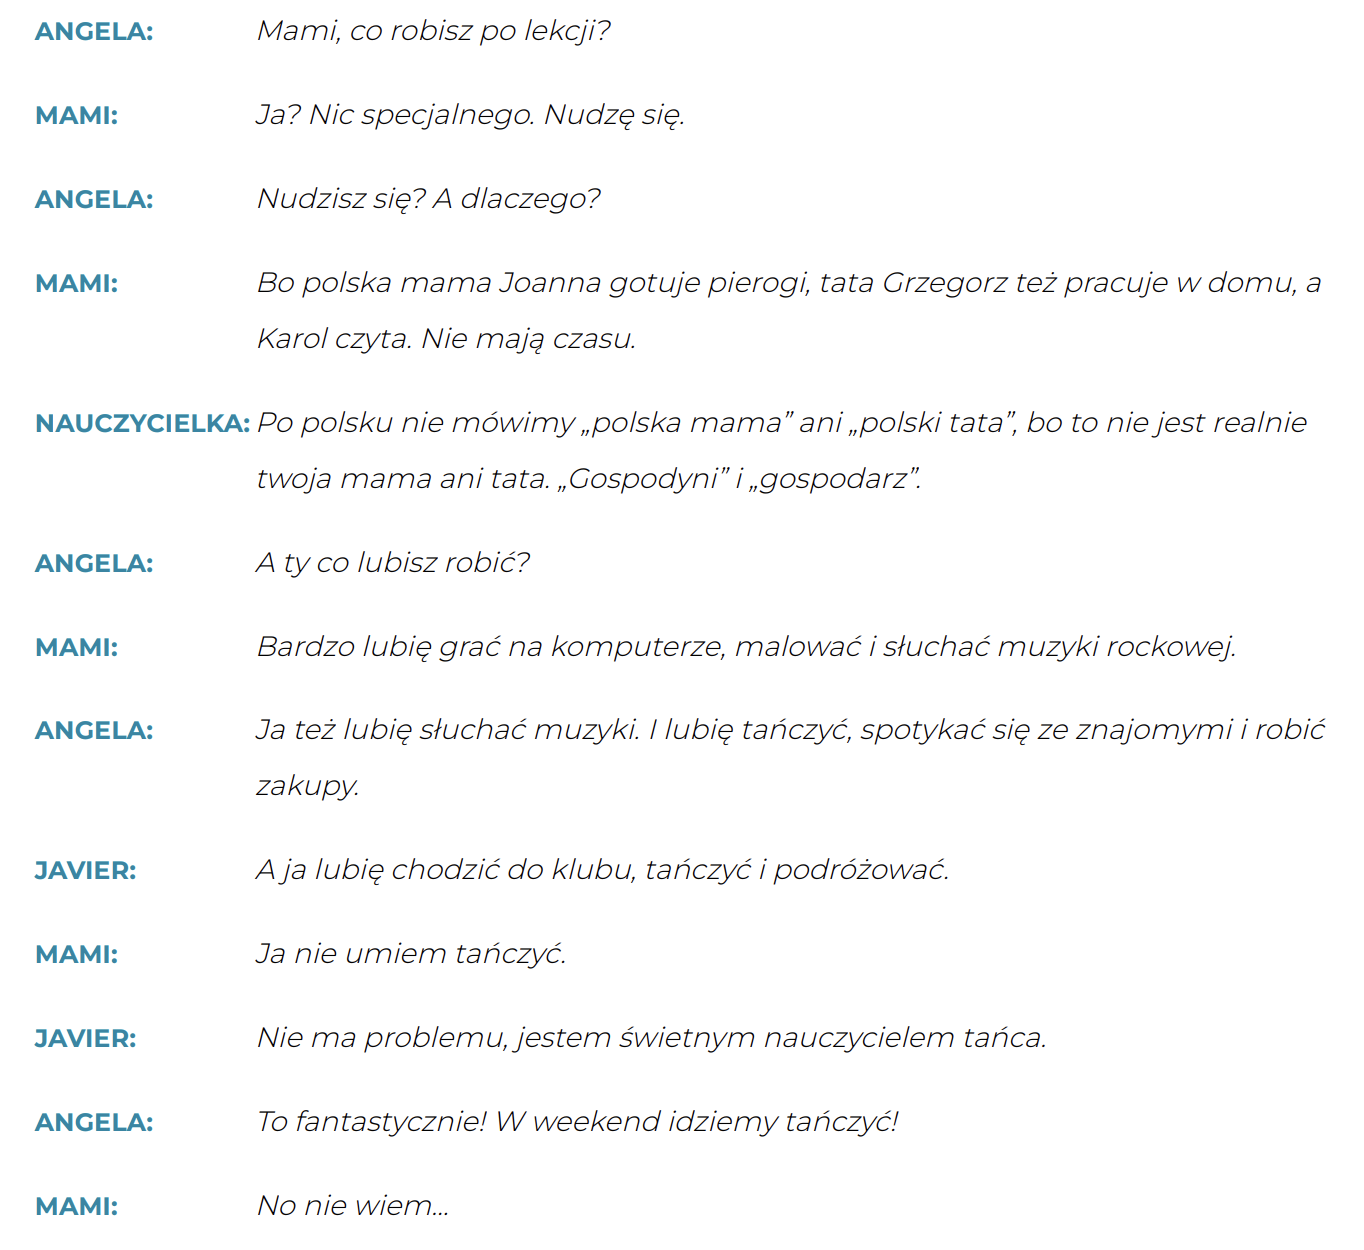 ANGELA: Mami, co robisz po lekcji?
MAMI: Ja? Nic specjalnego. Nudzę się.
ANGELA: Nudzisz się? A dlaczego?
MAMI: Bo polska mama Joanna gotuje pierogi, tata Grzegorz też pracuje w domu, a
Karol czyta. Nie mają czasu.
NAUCZYCIELKA: Po polsku nie mówimy „polska mama” ani „polski tata”, bo to nie jest realnie
twoja mama ani tata. „Gospodyni” i „gospodarz”.
ANGELA: A ty co lubisz robić?
MAMI: Bardzo lubię grać na komputerze, malować i słuchać muzyki rockowej.
ANGELA: Ja też lubię słuchać muzyki. I lubię tańczyć, spotykać się ze znajomymi i robić
zakupy.
JAVIER: A ja lubię chodzić do klubu, tańczyć i podróżować.
MAMI: Ja nie umiem tańczyć.
JAVIER: Nie ma problemu, jestem świetnym nauczycielem tańca.
ANGELA: To fantastycznie! W weekend idziemy tańczyć!
MAMI: No nie wiem...